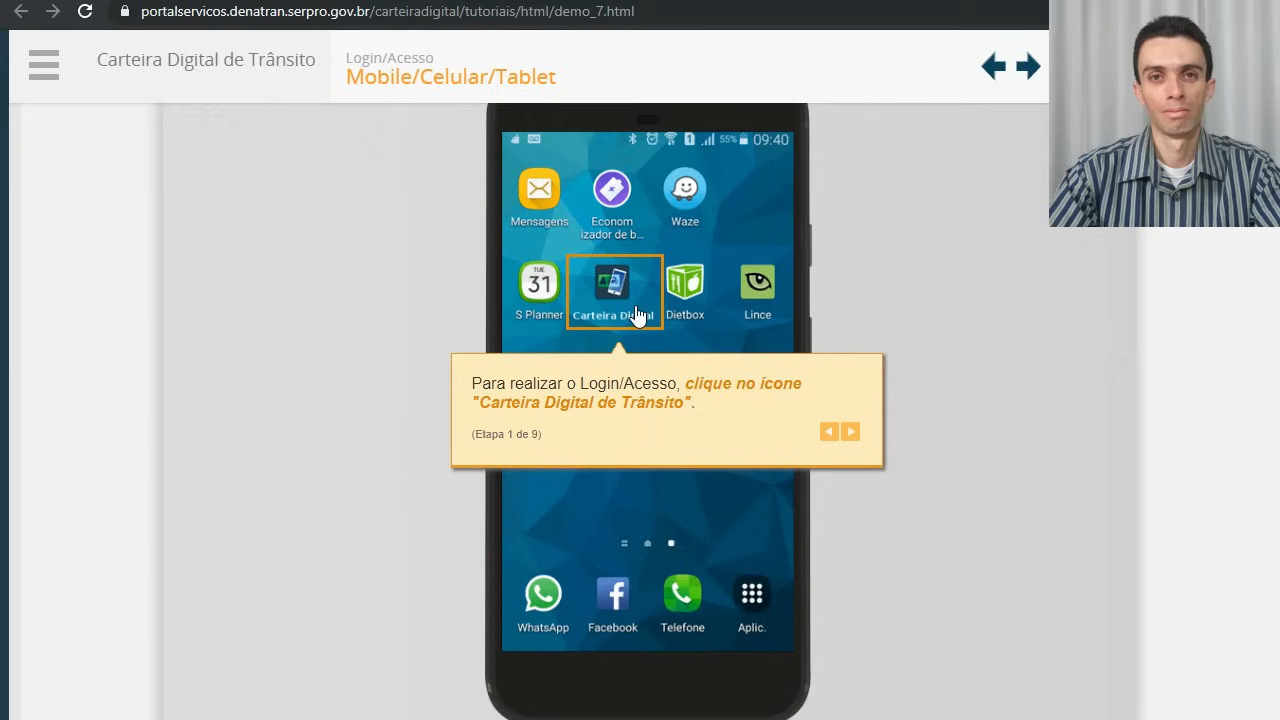 portalservicos.denatran.serpro.gov.br/carteiradigital/tutoriais/html/demo_7.html
Carteira Digital de Trânsito
Login/Acesso
Mobile/Celular/Tablet
1
55%
09:40
Mensagens
Econom
izador de b...
Waze
TUE
31
S Planner
Carteira
Dietbox
Lince
Para realizar o Login/Acesso, clique no ícone
"Carteira Digital de Trânsito".
(Etapa 1 de 9)
WhatsApp
Facebook
Telefone
Aplic.